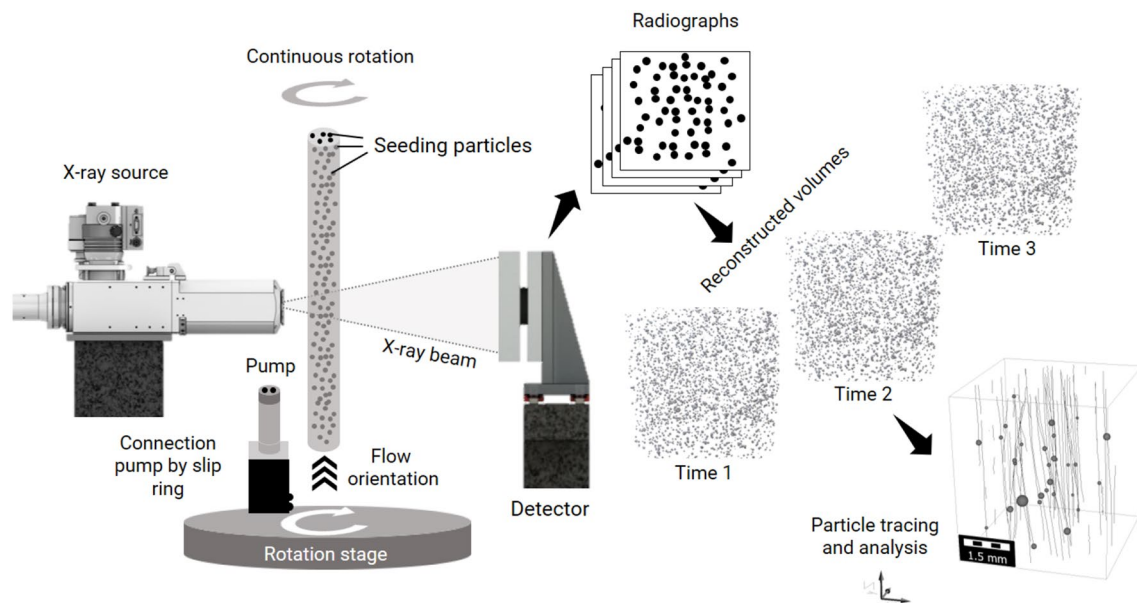 Radiographs
Continuous rotation
Seeding particles
X-ray source
Reconstructed volumes
Time 3
X-ray beam
Pump
Time 2
Connection
pump by slip
ring
Flow
orientation
Time 1
Detector
Particle tracing
and analysis
1.5 mm
Rotation stage